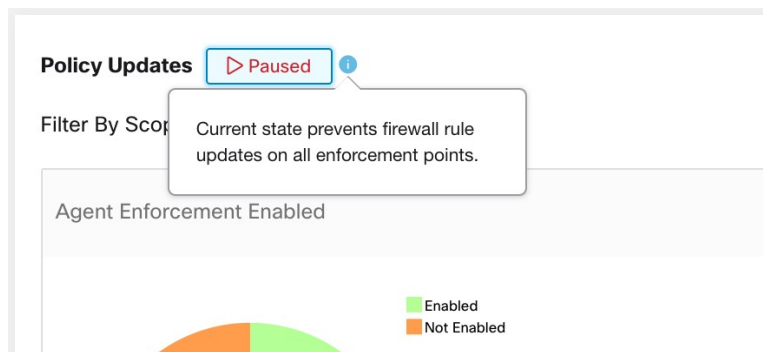 Policy Updates Paused i
Filter By Scop
Current state prevents firewall rule
updates on all enforcement points.
Agent Enforcement Enabled
Enabled
Not Enabled